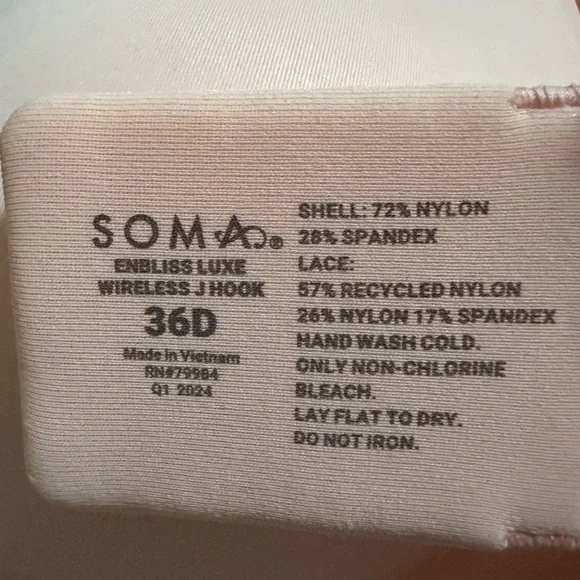 SOMA®
ENBLISS LUXE
WIRELESS J HOOK
36D
Made in Vietnam
RN#79984
Q1 2024
SHELL: 72% NYLON
28% SPANDEX
LACE:
57% RECYCLED NYLON
26% NYLON 17% SPANDEX
HAND WASH COLD.
ONLY NON-CHLORINE
BLEACH.
LAY FLAT TO DRY.
DO NOT IRON.